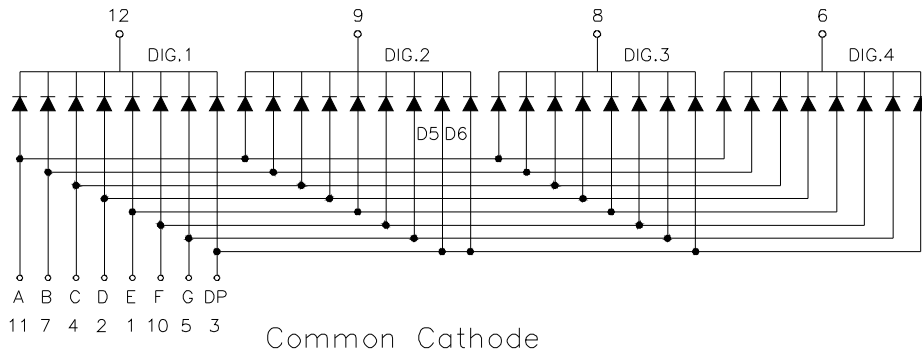 12 9 8 6
DIG.1 DIG.2 DIG.3 DIG.4
D5 D6
A B C D E F G DP
11 7 4 2 1 10 5 3
Common Cathode